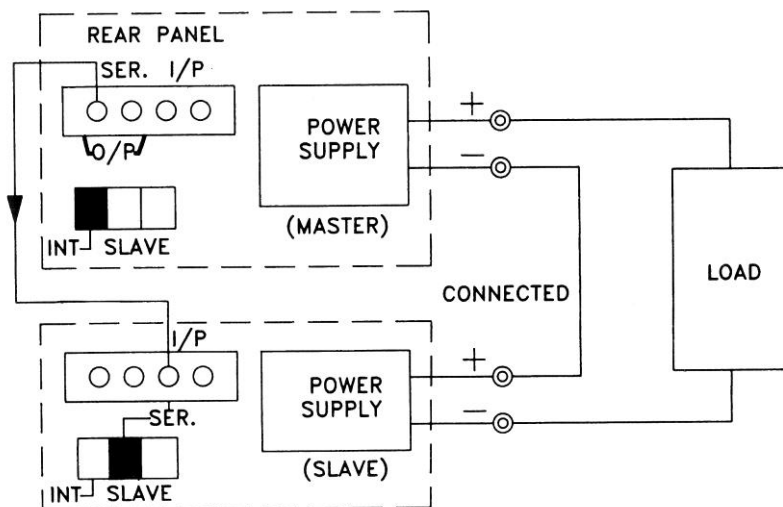 REAR PANEL
SER. I/P
O/P
INT SLAVE
POWER
SUPPLY
(MASTER)
+
−
CONNECTED
LOAD
I/P
SER.
INT SLAVE
POWER
SUPPLY
(SLAVE)
+
−